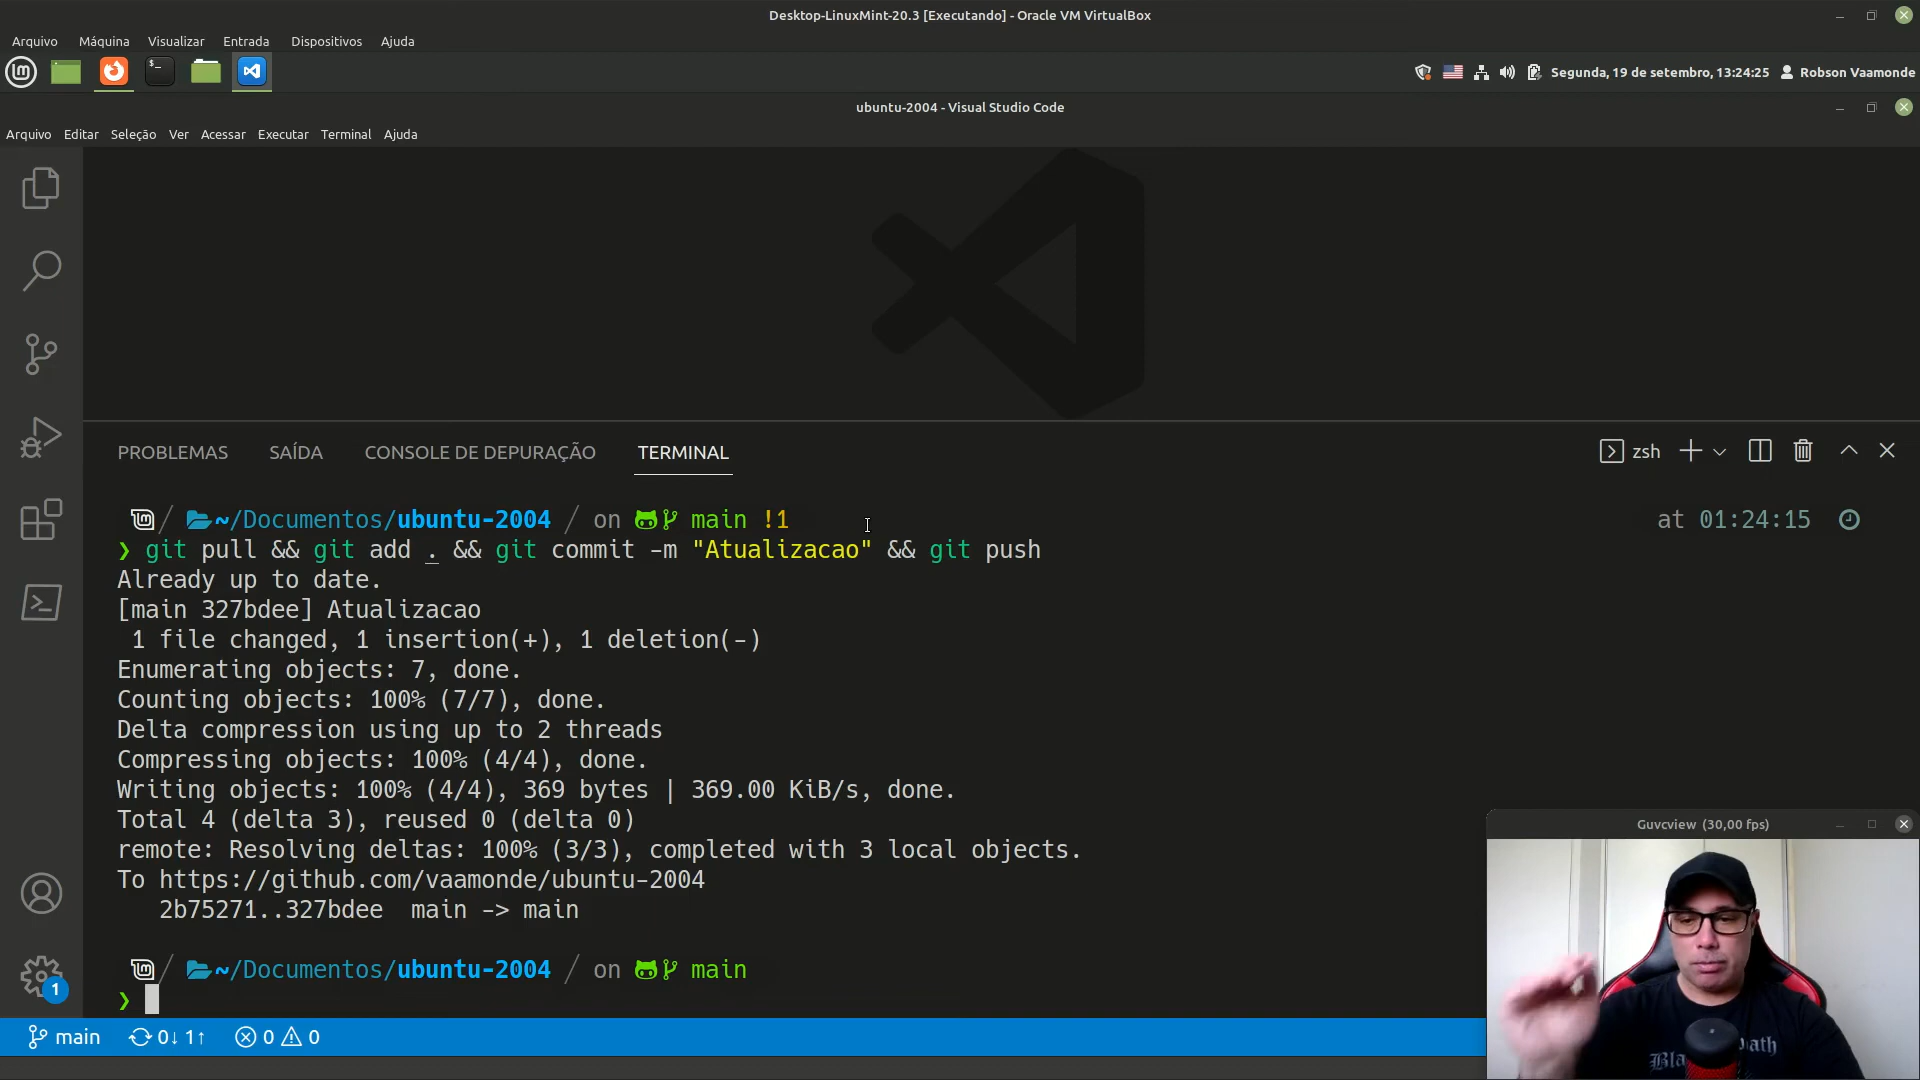 Desktop-LinuxMint-20.3 [Executando] - Oracle VM VirtualBox
Arquivo Máquina Visualizar Entrada Dispositivos Ajuda
Segunda, 19 de setembro, 13:24:25 Robson Vaamonde
ubuntu-2004 - Visual Studio Code
Arquivo Editar Seleção Ver Acessar Executar Terminal Ajuda
PROBLEMAS SAÍDA CONSOLE DE DEPURAÇÃO TERMINAL zsh
~/Documentos/ubuntu-2004 / on main !1 at 01:24:15
❯ git pull && git add . && git commit -m "Atualizacao" && git push
Already up to date.
[main 327bdee] Atualizacao
1 file changed, 1 insertion(+), 1 deletion(-)
Enumerating objects: 7, done.
Counting objects: 100% (7/7), done.
Delta compression using up to 2 threads
Compressing objects: 100% (4/4), done.
Writing objects: 100% (4/4), 369 bytes | 369.00 KiB/s, done.
Total 4 (delta 3), reused 0 (delta 0)
remote: Resolving deltas: 100% (3/3), completed with 3 local objects.
To https://github.com/vaamonde/ubuntu-2004
2b75271..327bdee main -> main
~/Documentos/ubuntu-2004 / on main
❯
1
main 0↓ 1↑ 0 0
Guvcview (30,00 fps)